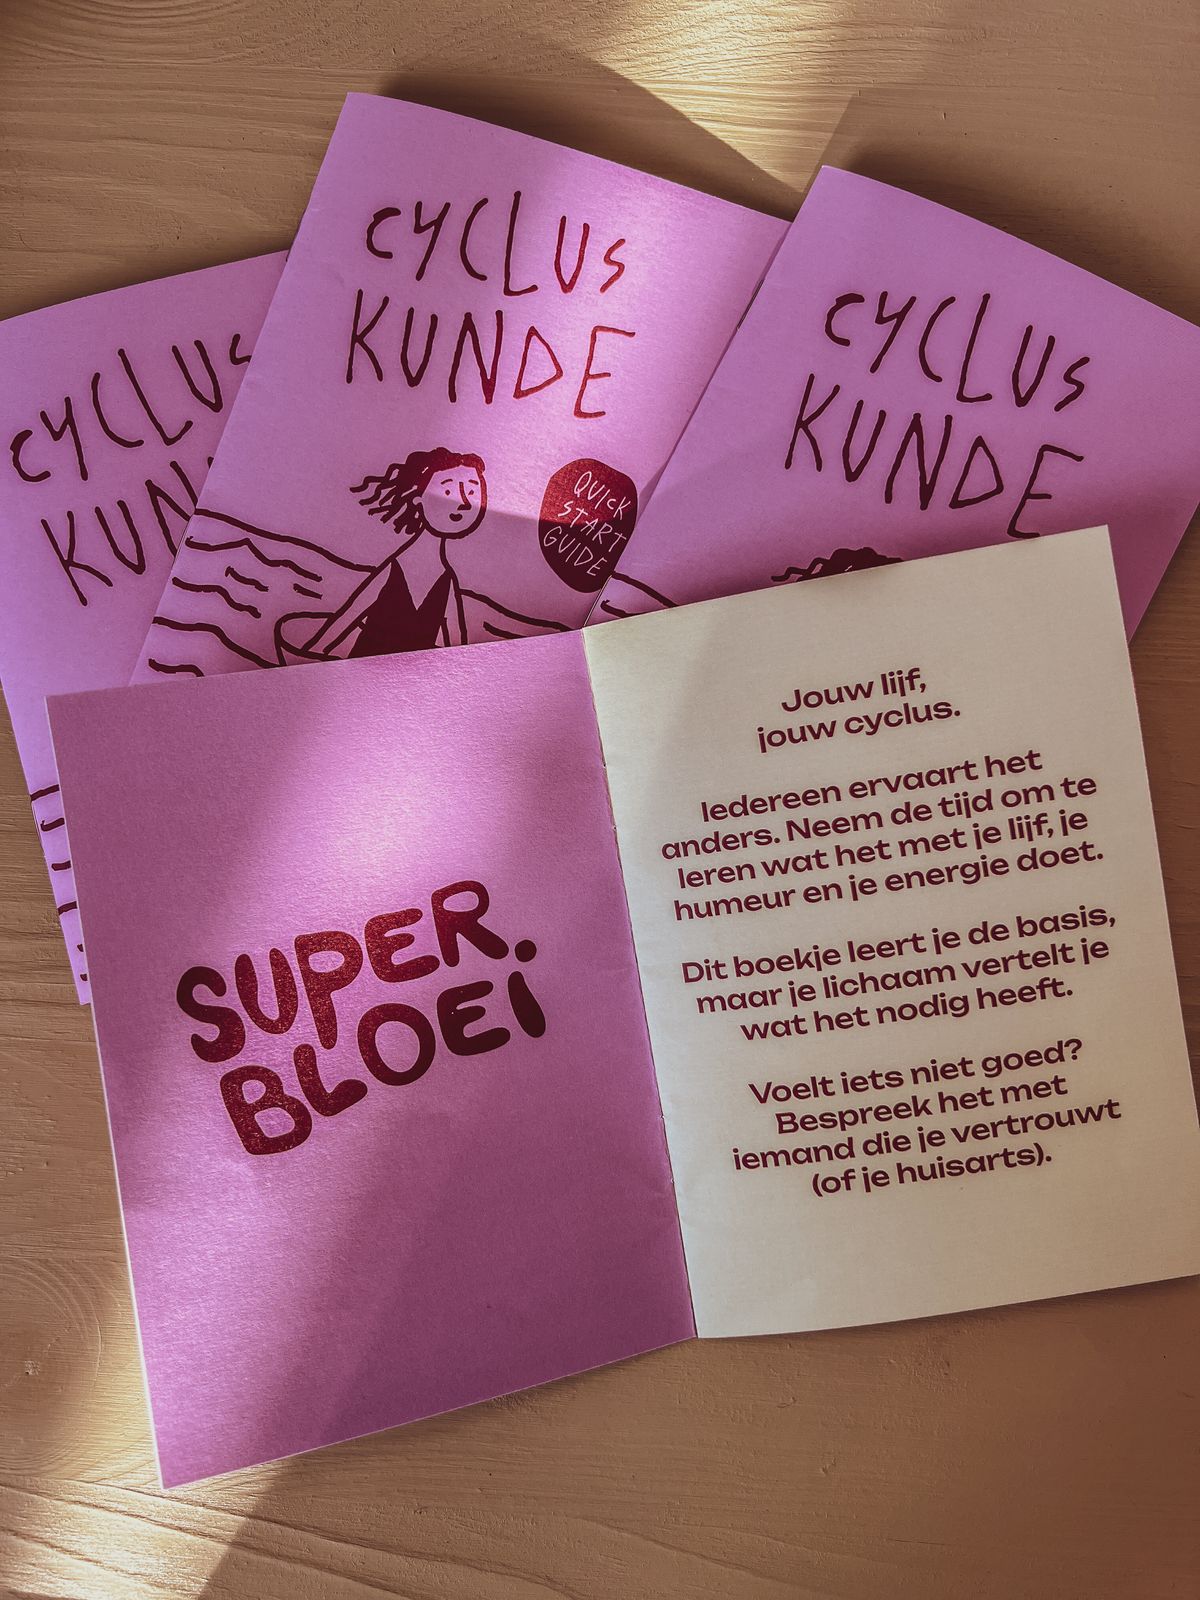 CYCLUS
KUNDE
CYCLUS
KUNDE
QUICK
START
GUIDE
CYCLUS
KUNDE
SUPER.
BLOEI
Jouw lijf,
jouw cyclus.
Iedereen ervaart het
anders. Neem de tijd om te
leren wat het met je lijf, je
humeur en je energie doet.
Dit boekje leert je de basis,
maar je lichaam vertelt je
wat het nodig heeft.
Voelt iets niet goed?
Bespreek het met
iemand die je vertrouwt
(of je huisarts).